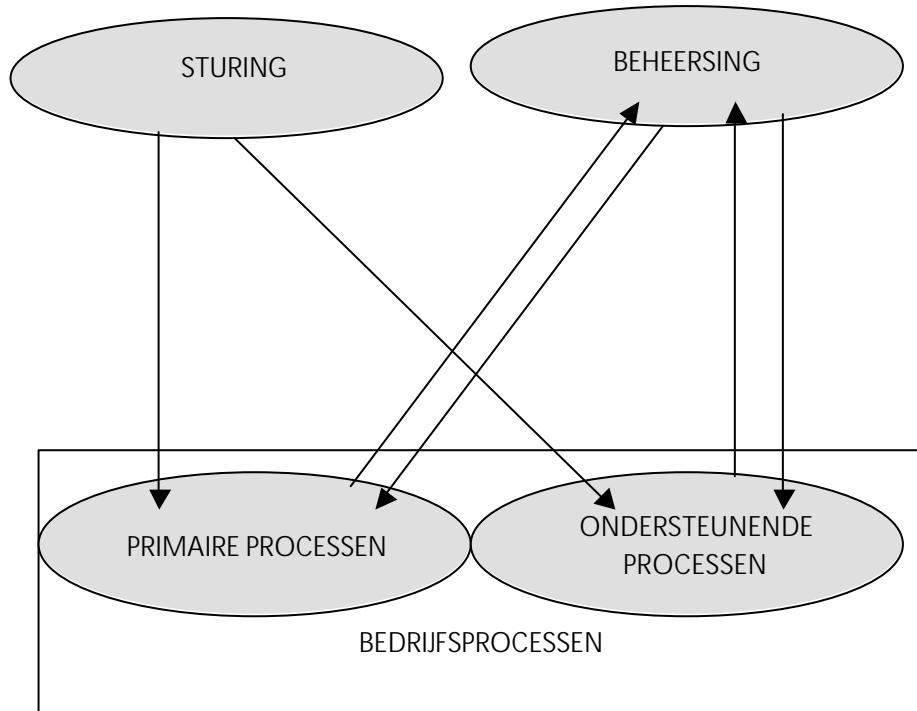 STURING
BEHEERSING
PRIMAIRE PROCESSEN
ONDERSTEUNENDE
PROCESSEN
BEDRIJFSPROCESSEN